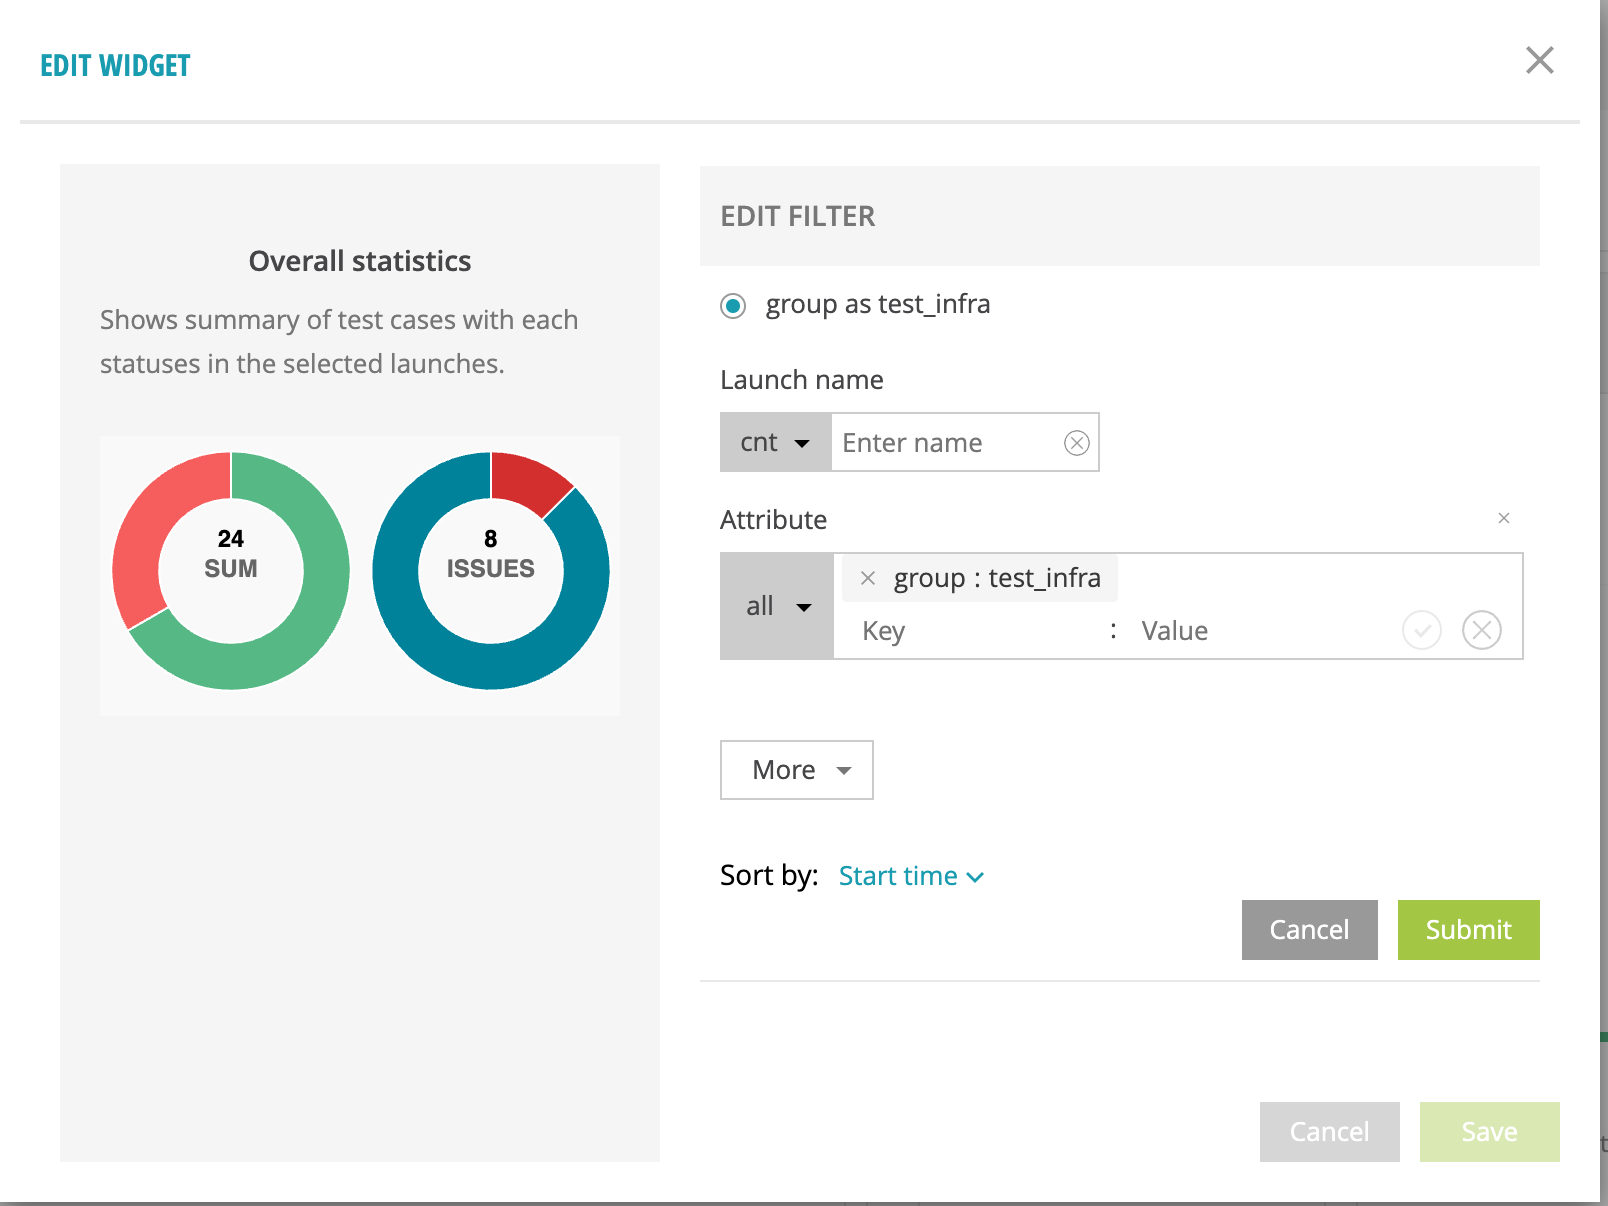 EDIT WIDGET
Overall statistics
Shows summary of test cases with each
statuses in the selected launches.
24
SUM
8
ISSUES
EDIT FILTER
group as test_infra
Launch name
cnt
Enter name
Attribute
all
group : test_infra
Key : Value
More
Sort by: Start time
Cancel Submit
Cancel Save